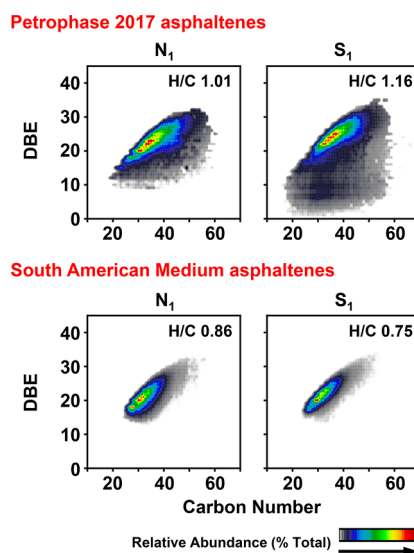 Petrophase 2017 asphaltenes
N₁ S₁
H/C 1.01 H/C 1.16
DBE
40
30
20
10
0
20 40 60 20 40 60
South American Medium asphaltenes
N₁ S₁
H/C 0.86 H/C 0.75
DBE
40
30
20
10
0
20 40 60 20 40 60
Carbon Number
Relative Abundance (% Total)